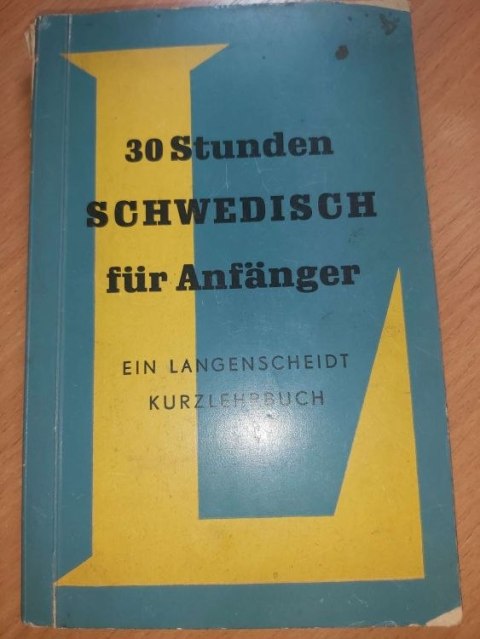 30 Stunden
SCHWEDISCH
für Anfänger
EIN LANGENSCHEIDT
KURZLEHRBUCH